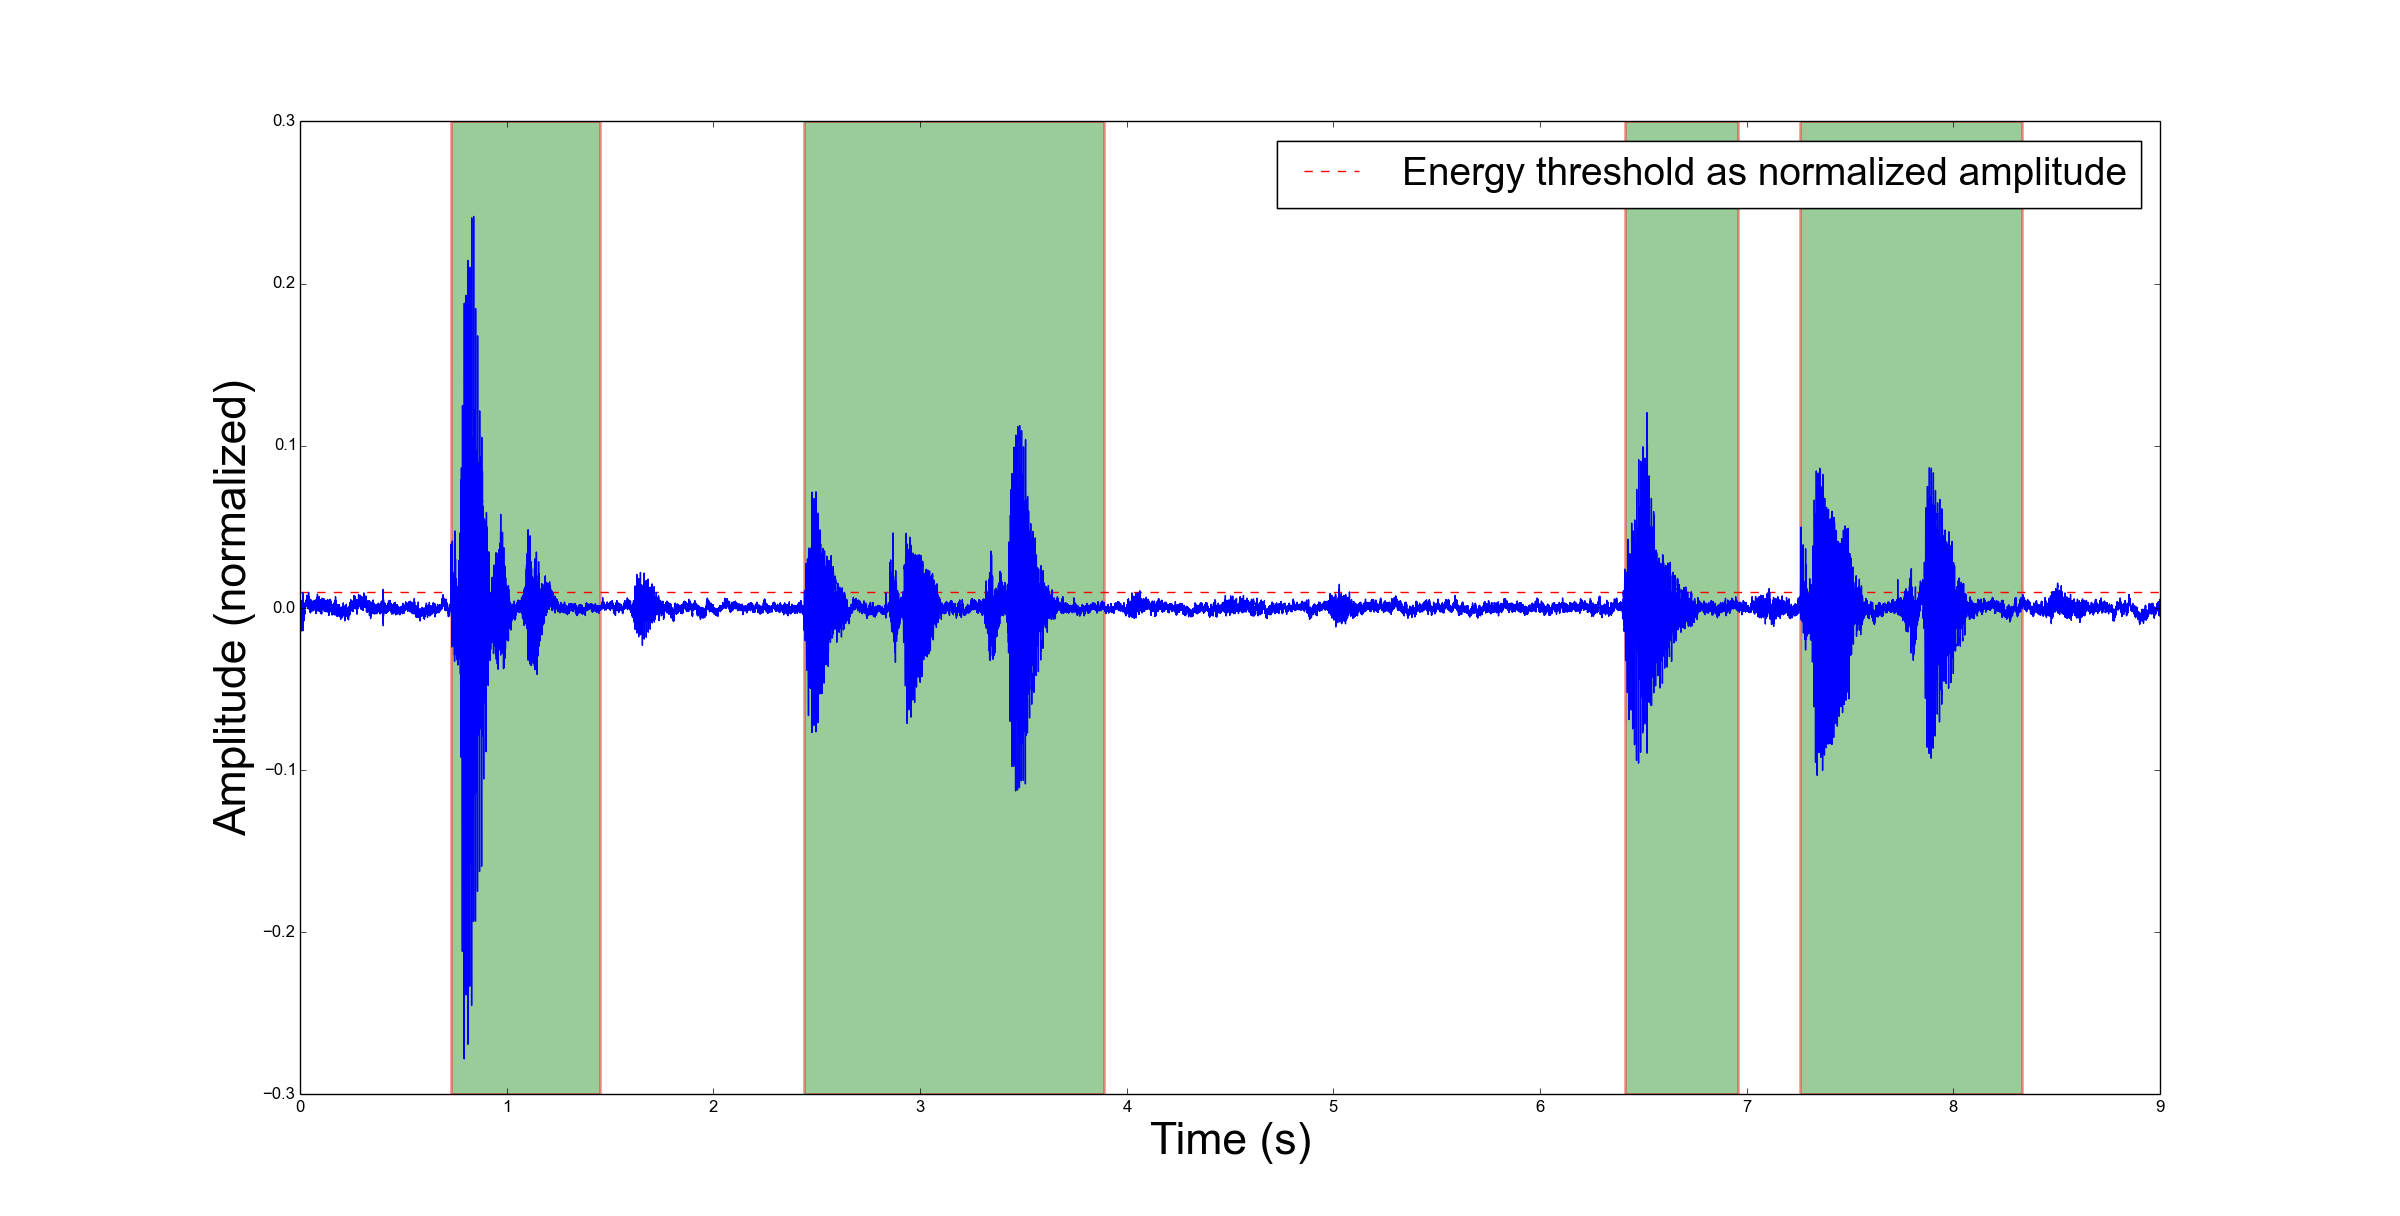 Energy threshold as normalized amplitude
0.3
0.2
0.1
0.0
−0.1
−0.2
−0.3
Amplitude (normalized)
0 1 2 3 4 5 6 7 8 9
Time (s)